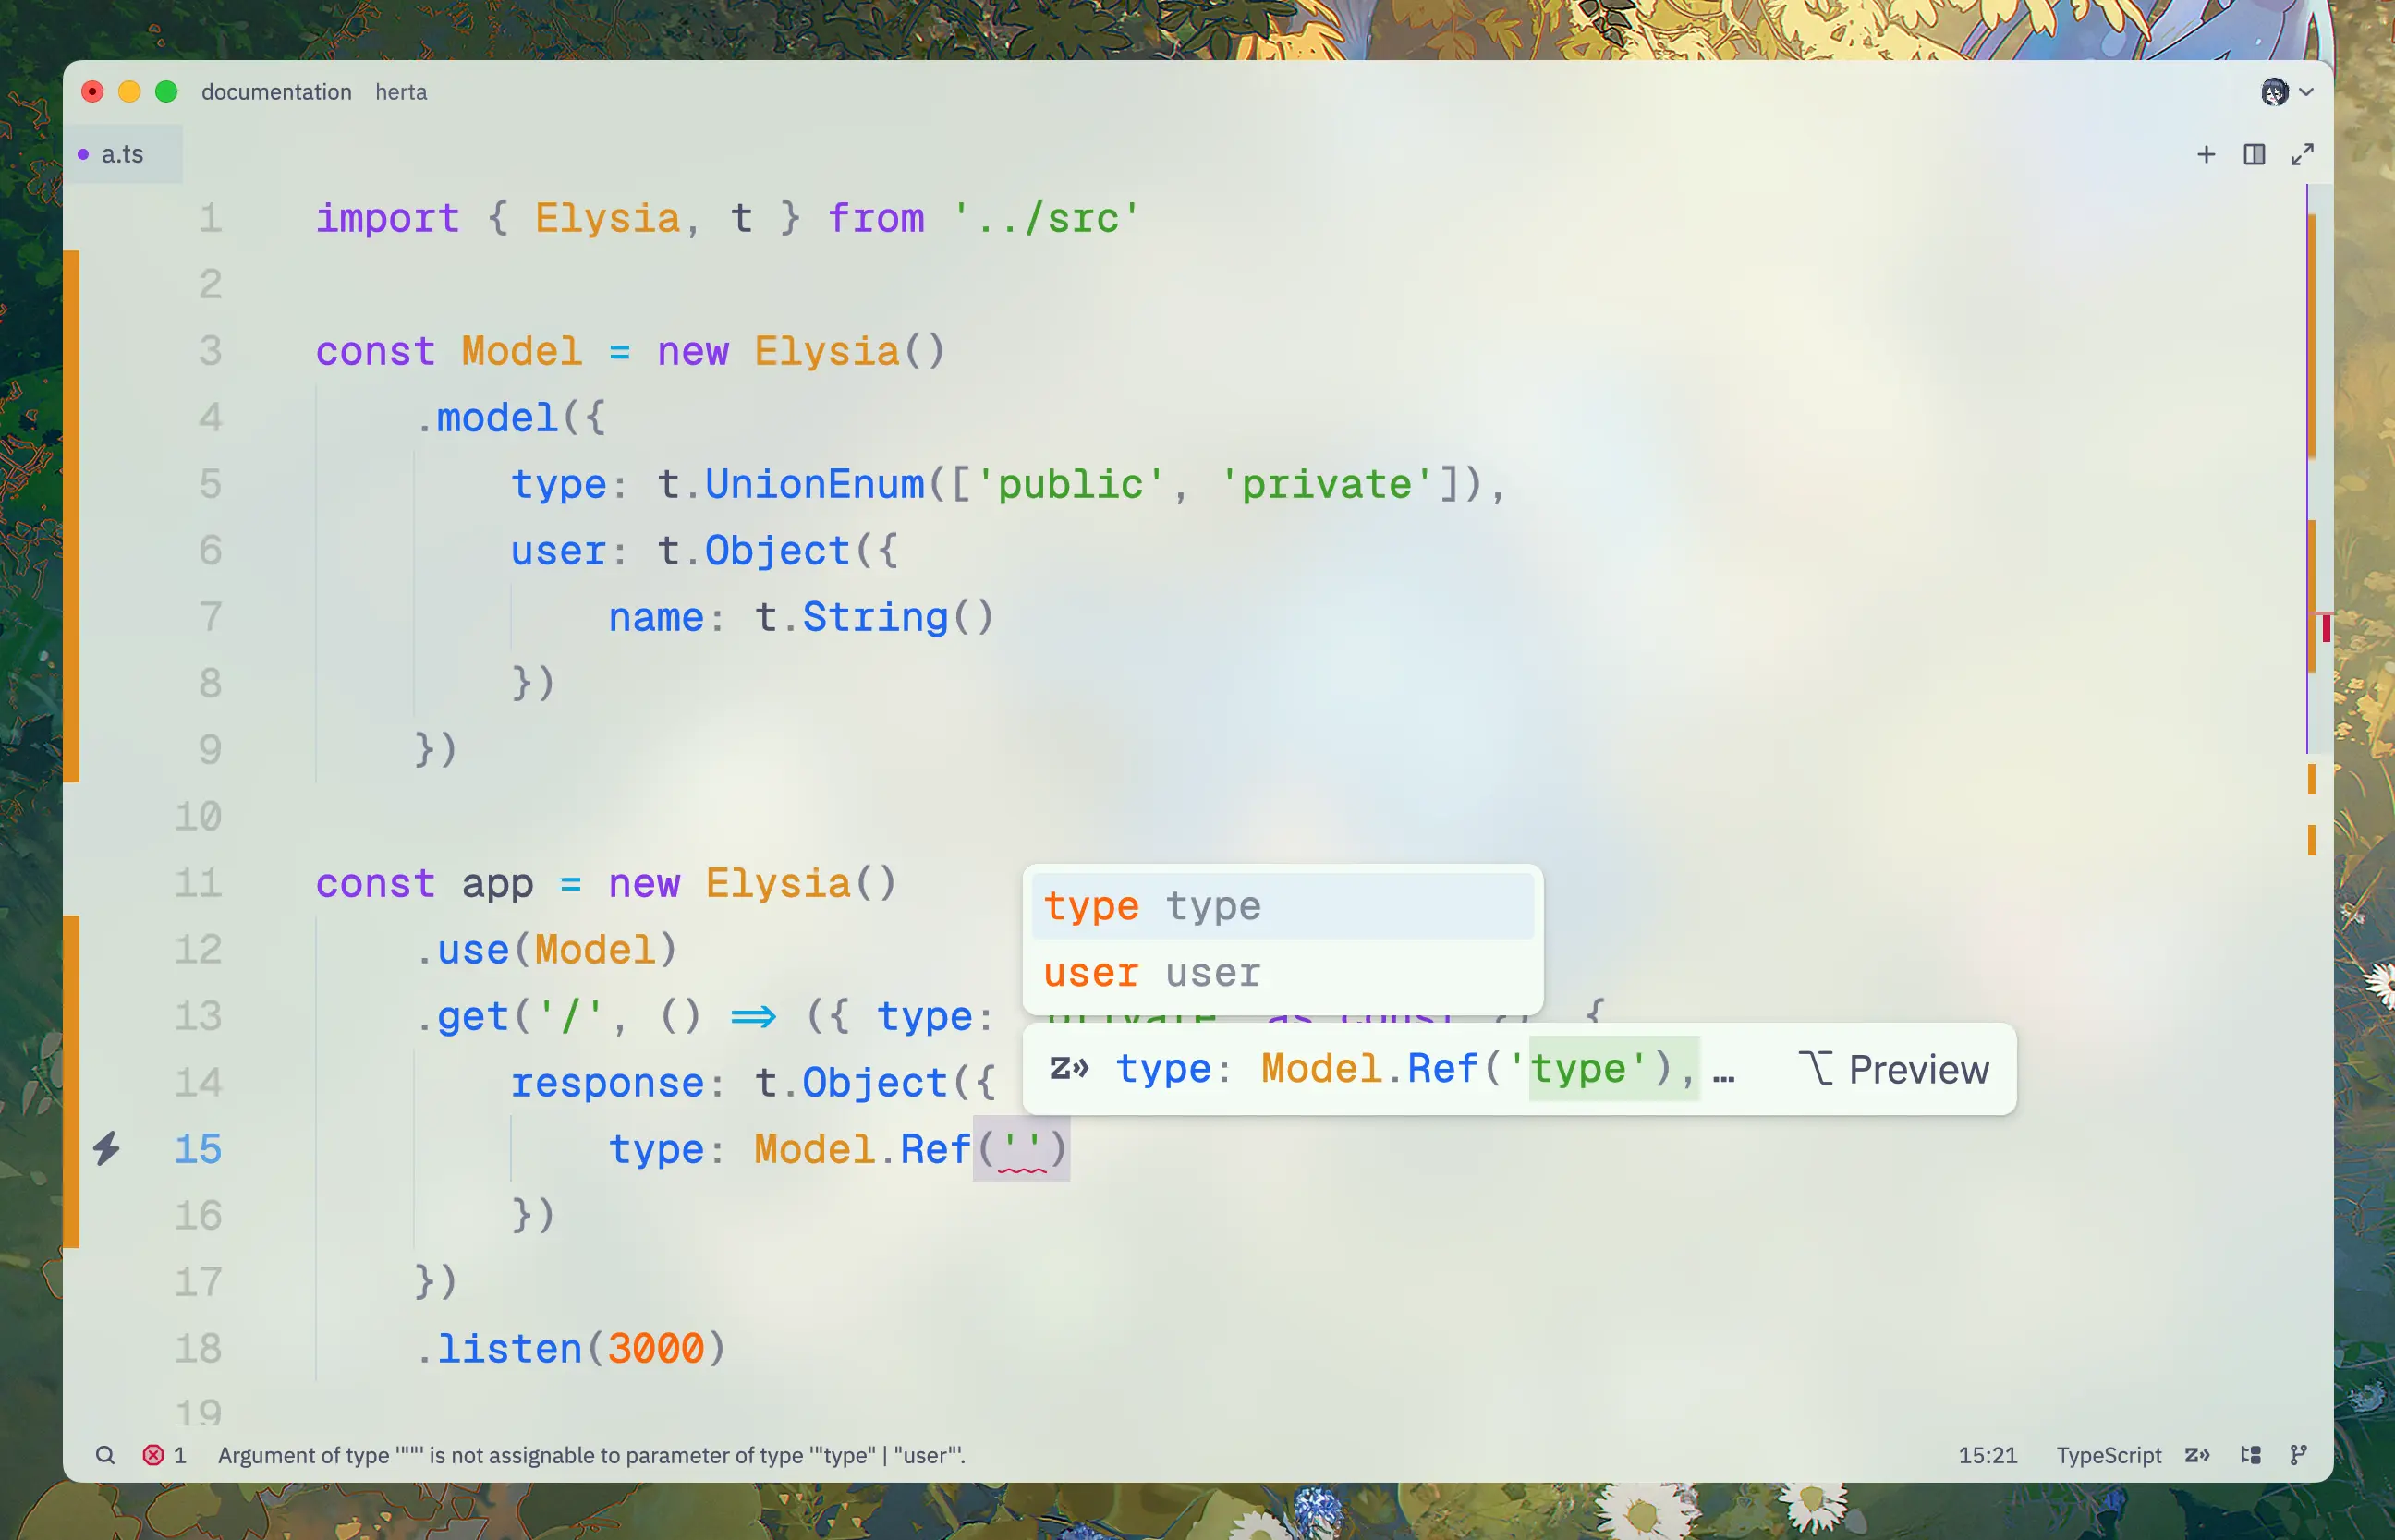 documentation herta
a.ts
1 import { Elysia, t } from '../src'
2
3 const Model = new Elysia()
4 .model({
5 type: t.UnionEnum(['public', 'private']),
6 user: t.Object({
7 name: t.String()
8 })
9 })
10
11 const app = new Elysia()
12 .use(Model)
13 .get('/', () => ({ type: 'private' as const }), {
14 response: t.Object({
15 type: Model.Ref('')
16 })
17 })
18 .listen(3000)
19
type type
user user
type: Model.Ref('type'), … ⌥ Preview
1 Argument of type '""' is not assignable to parameter of type '"type" | "user"'.
15:21 TypeScript